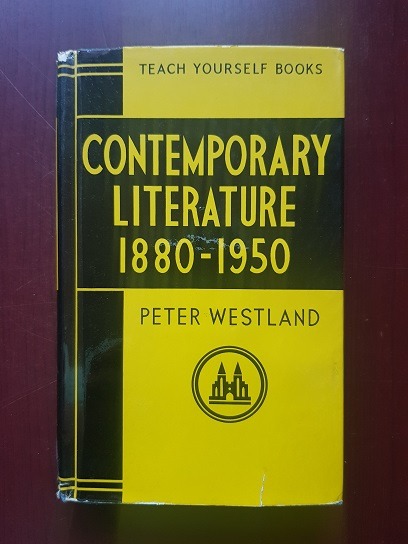 TEACH YOURSELF BOOKS
CONTEMPORARY
LITERATURE
1880-1950
PETER WESTLAND